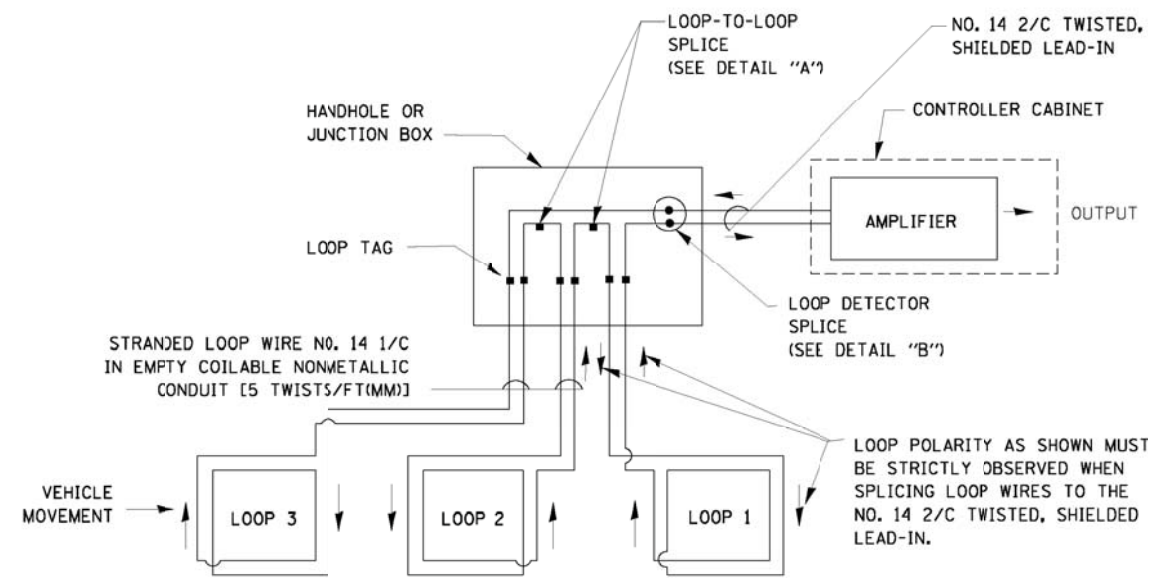 LOOP-TO-LOOP
SPLICE
(SEE DETAIL "A")
NO. 14 2/C TWISTED,
SHIELDED LEAD-IN
HANDHOLE OR
JUNCTION BOX
CONTROLLER CABINET
AMPLIFIER
OUTPUT
LOOP TAG
LOOP DETECTOR
SPLICE
(SEE DETAIL "B")
STRANDED LOOP WIRE NO. 14 1/C
IN EMPTY COILABLE NONMETALLIC
CONDUIT [5 TWISTS/FT(MM)]
LOOP POLARITY AS SHOWN MUST
BE STRICTLY OBSERVED WHEN
SPLICING LOOP WIRES TO THE
NO. 14 2/C TWISTED, SHIELDED
LEAD-IN.
VEHICLE
MOVEMENT
LOOP 3
LOOP 2
LOOP 1